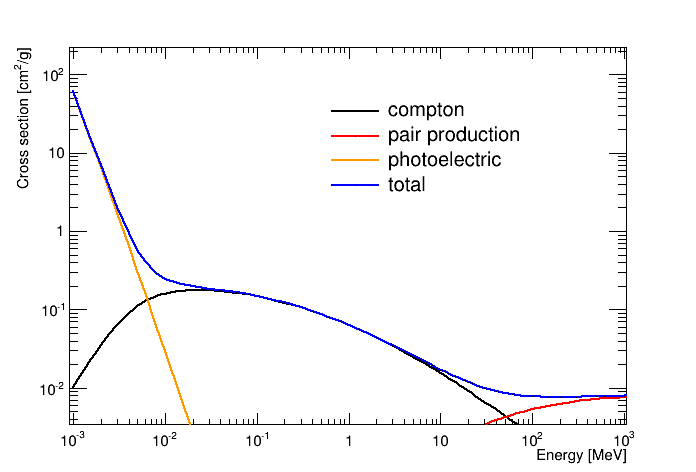 Cross section [cm²/g]
10²
10
1
10⁻¹
10⁻²
compton
pair production
photoelectric
total
10⁻³ 10⁻² 10⁻¹ 1 10 10² 10³
Energy [MeV]